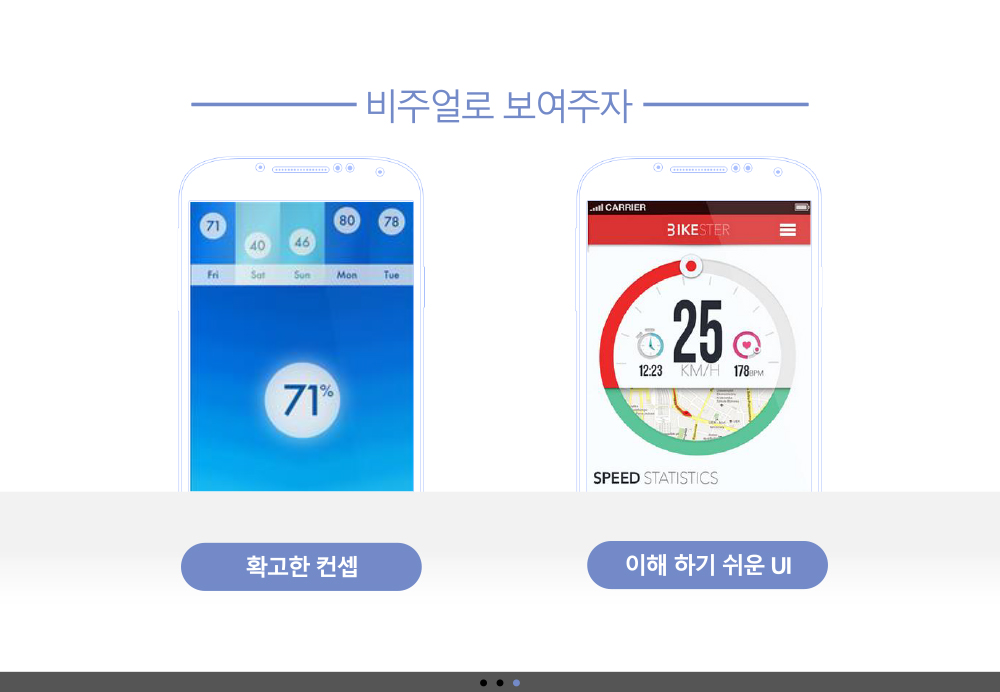 비주얼로 보여주자
71
40
46
80
78
Fri
Sat
Sun
Mon
Tue
71%
CARRIER
BIKESTER
25
KM/H
12:23
178BPM
SPEED STATISTICS
확고한 컨셉
이해 하기 쉬운 UI